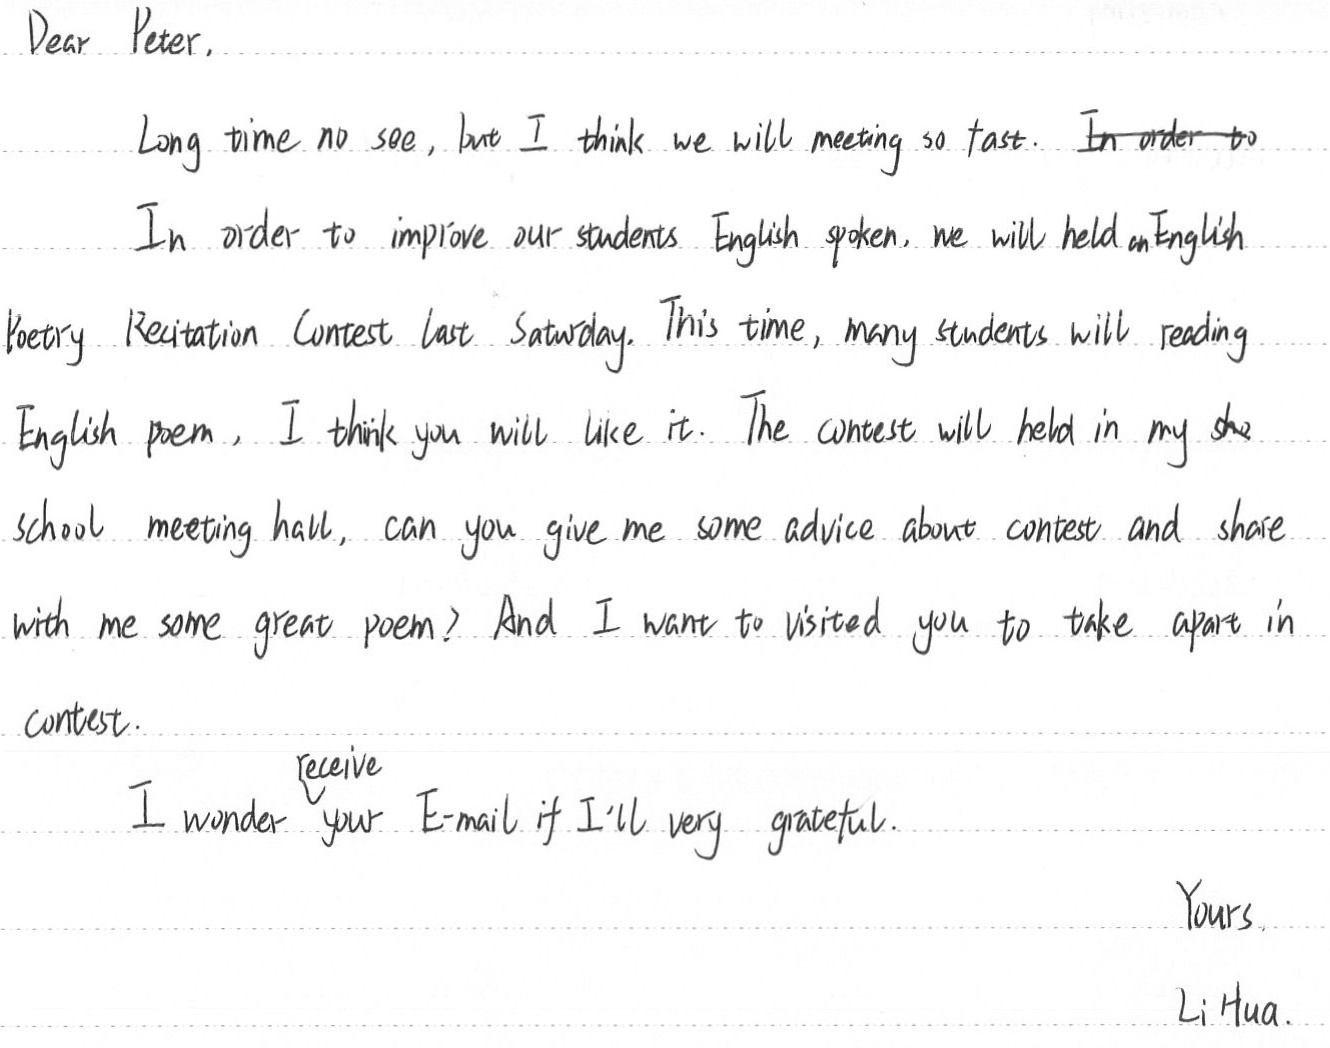 Dear Peter,
Long time no see, but I think we will meeting so fast. In order to
In order to improve our students English spoken, we will held an English
Poetry Recitation Contest last Saturday. This time, many students will reading
English poem, I think you will like it. The contest will held in my sho
school meeting hall, can you give me some advice about contest and share
with me some great poem? And I want to visited you to take apart in
contest.
I wonder receive your E-mail if I'll very grateful.
Yours,
Li Hua.